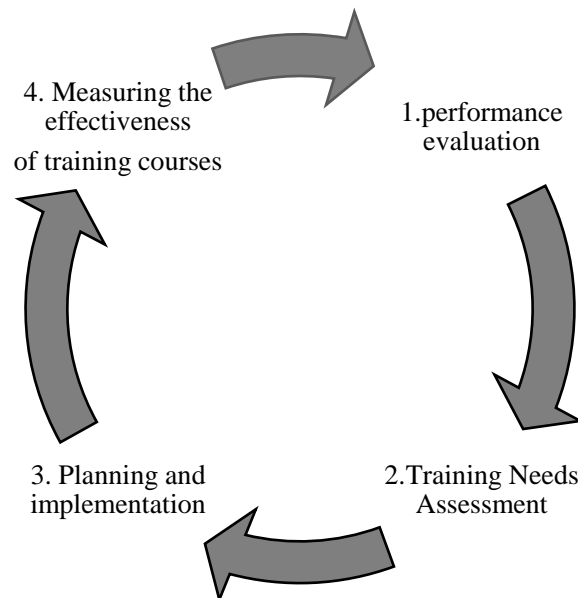 1.performance
evaluation
2.Training Needs
Assessment
3. Planning and
implementation
4. Measuring the
effectiveness
of training courses